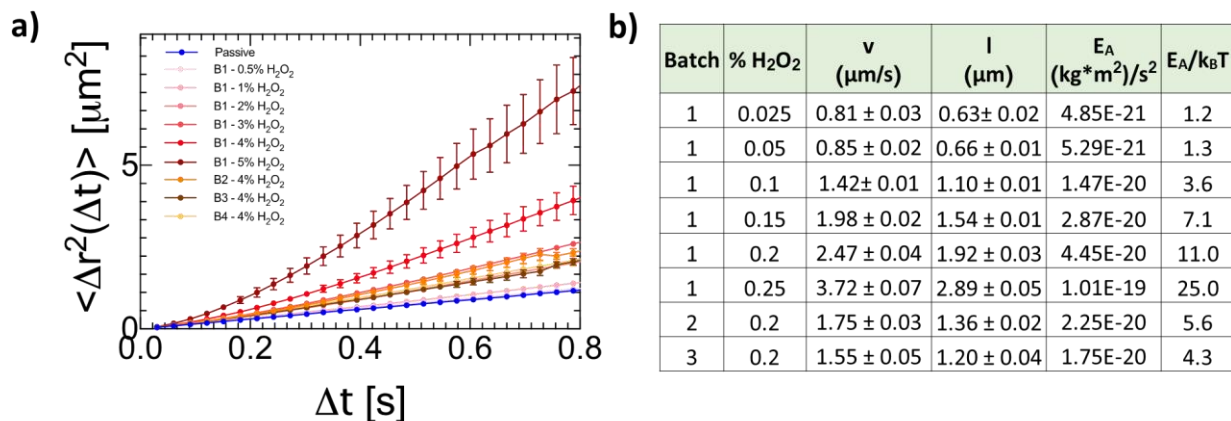 a)
<Δr²(Δt)> [μm²]
5
0
Passive
B1 - 0.5% H₂O₂
B1 - 1% H₂O₂
B1 - 2% H₂O₂
B1 - 3% H₂O₂
B1 - 4% H₂O₂
B1 - 5% H₂O₂
B2 - 4% H₂O₂
B3 - 4% H₂O₂
B4 - 4% H₂O₂
0.0 0.2 0.4 0.6 0.8
Δt [s]
b)
Batch % H₂O₂ v (μm/s) l (μm) E_A (kg*m²)/s² E_A/k_BT
1 0.025 0.81 ± 0.03 0.63± 0.02 4.85E-21 1.2
1 0.05 0.85 ± 0.02 0.66 ± 0.01 5.29E-21 1.3
1 0.1 1.42± 0.01 1.10 ± 0.01 1.47E-20 3.6
1 0.15 1.98 ± 0.02 1.54 ± 0.01 2.87E-20 7.1
1 0.2 2.47 ± 0.04 1.92 ± 0.03 4.45E-20 11.0
1 0.25 3.72 ± 0.07 2.89 ± 0.05 1.01E-19 25.0
2 0.2 1.75 ± 0.03 1.36 ± 0.02 2.25E-20 5.6
3 0.2 1.55 ± 0.05 1.20 ± 0.04 1.75E-20 4.3